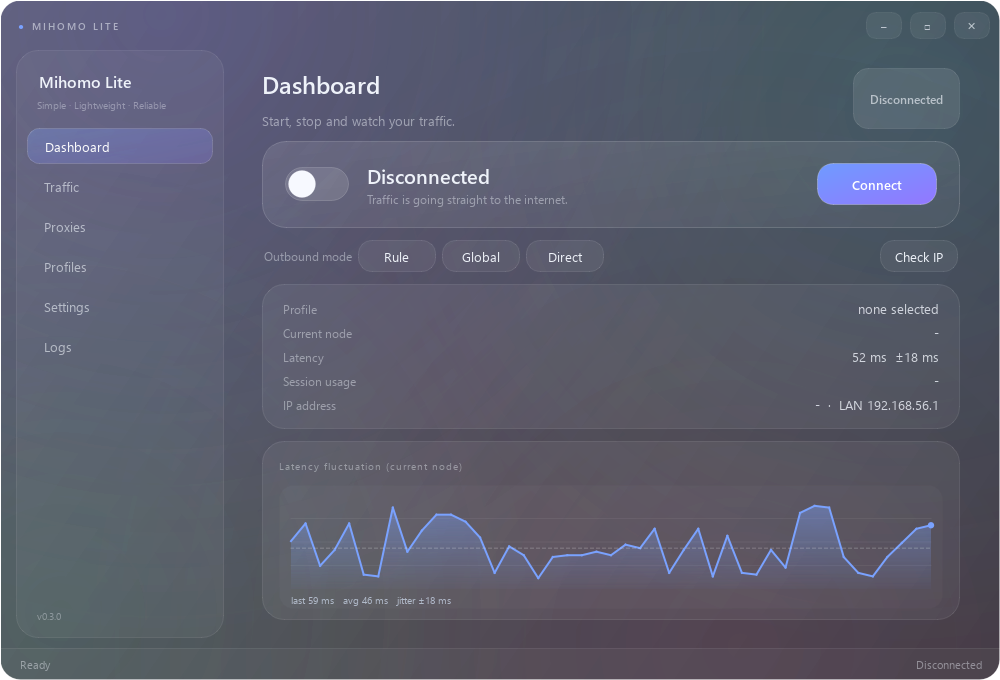 MIHOMO LITE
Mihomo Lite
Simple · Lightweight · Reliable
Dashboard
Traffic
Proxies
Profiles
Settings
Logs
v0.3.0
Dashboard
Start, stop and watch your traffic.
Disconnected
Disconnected
Traffic is going straight to the internet.
Connect
Outbound mode Rule Global Direct Check IP
Profile none selected
Current node -
Latency 52 ms ±18 ms
Session usage -
IP address - · LAN 192.168.56.1
Latency fluctuation (current node)
last 59 ms avg 46 ms jitter ±18 ms
Ready Disconnected